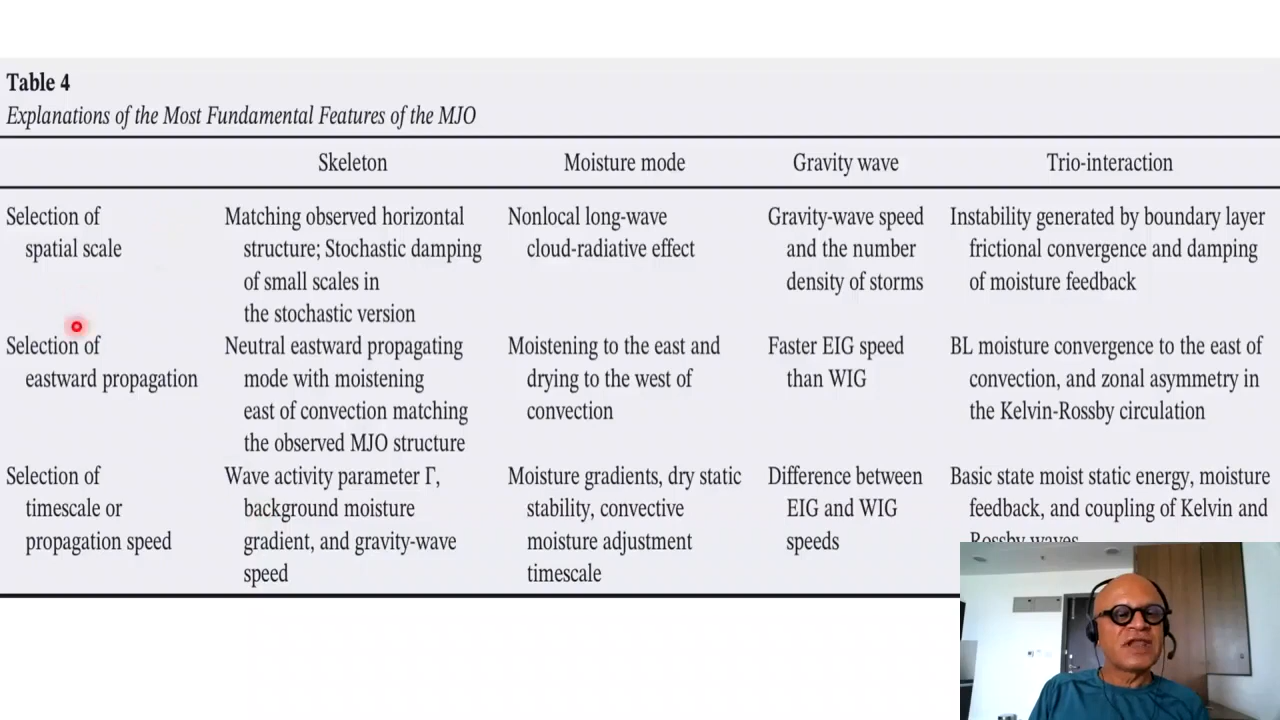 Table 4
Explanations of the Most Fundamental Features of the MJO
Skeleton Moisture mode Gravity wave Trio-interaction
Selection of
spatial scale
Matching observed horizontal
structure; Stochastic damping
of small scales in
the stochastic version
Nonlocal long-wave
cloud-radiative effect
Gravity-wave speed
and the number
density of storms
Instability generated by boundary layer
frictional convergence and damping
of moisture feedback
Selection of
eastward propagation
Neutral eastward propagating
mode with moistening
east of convection matching
the observed MJO structure
Moistening to the east and
drying to the west of
convection
Faster EIG speed
than WIG
BL moisture convergence to the east of
convection, and zonal asymmetry in
the Kelvin-Rossby circulation
Selection of
timescale or
propagation speed
Wave activity parameter Γ,
background moisture
gradient, and gravity-wave
speed
Moisture gradients, dry static
stability, convective
moisture adjustment
timescale
Difference between
EIG and WIG
speeds
Basic state moist static energy, moisture
feedback, and coupling of Kelvin and
Rossby waves